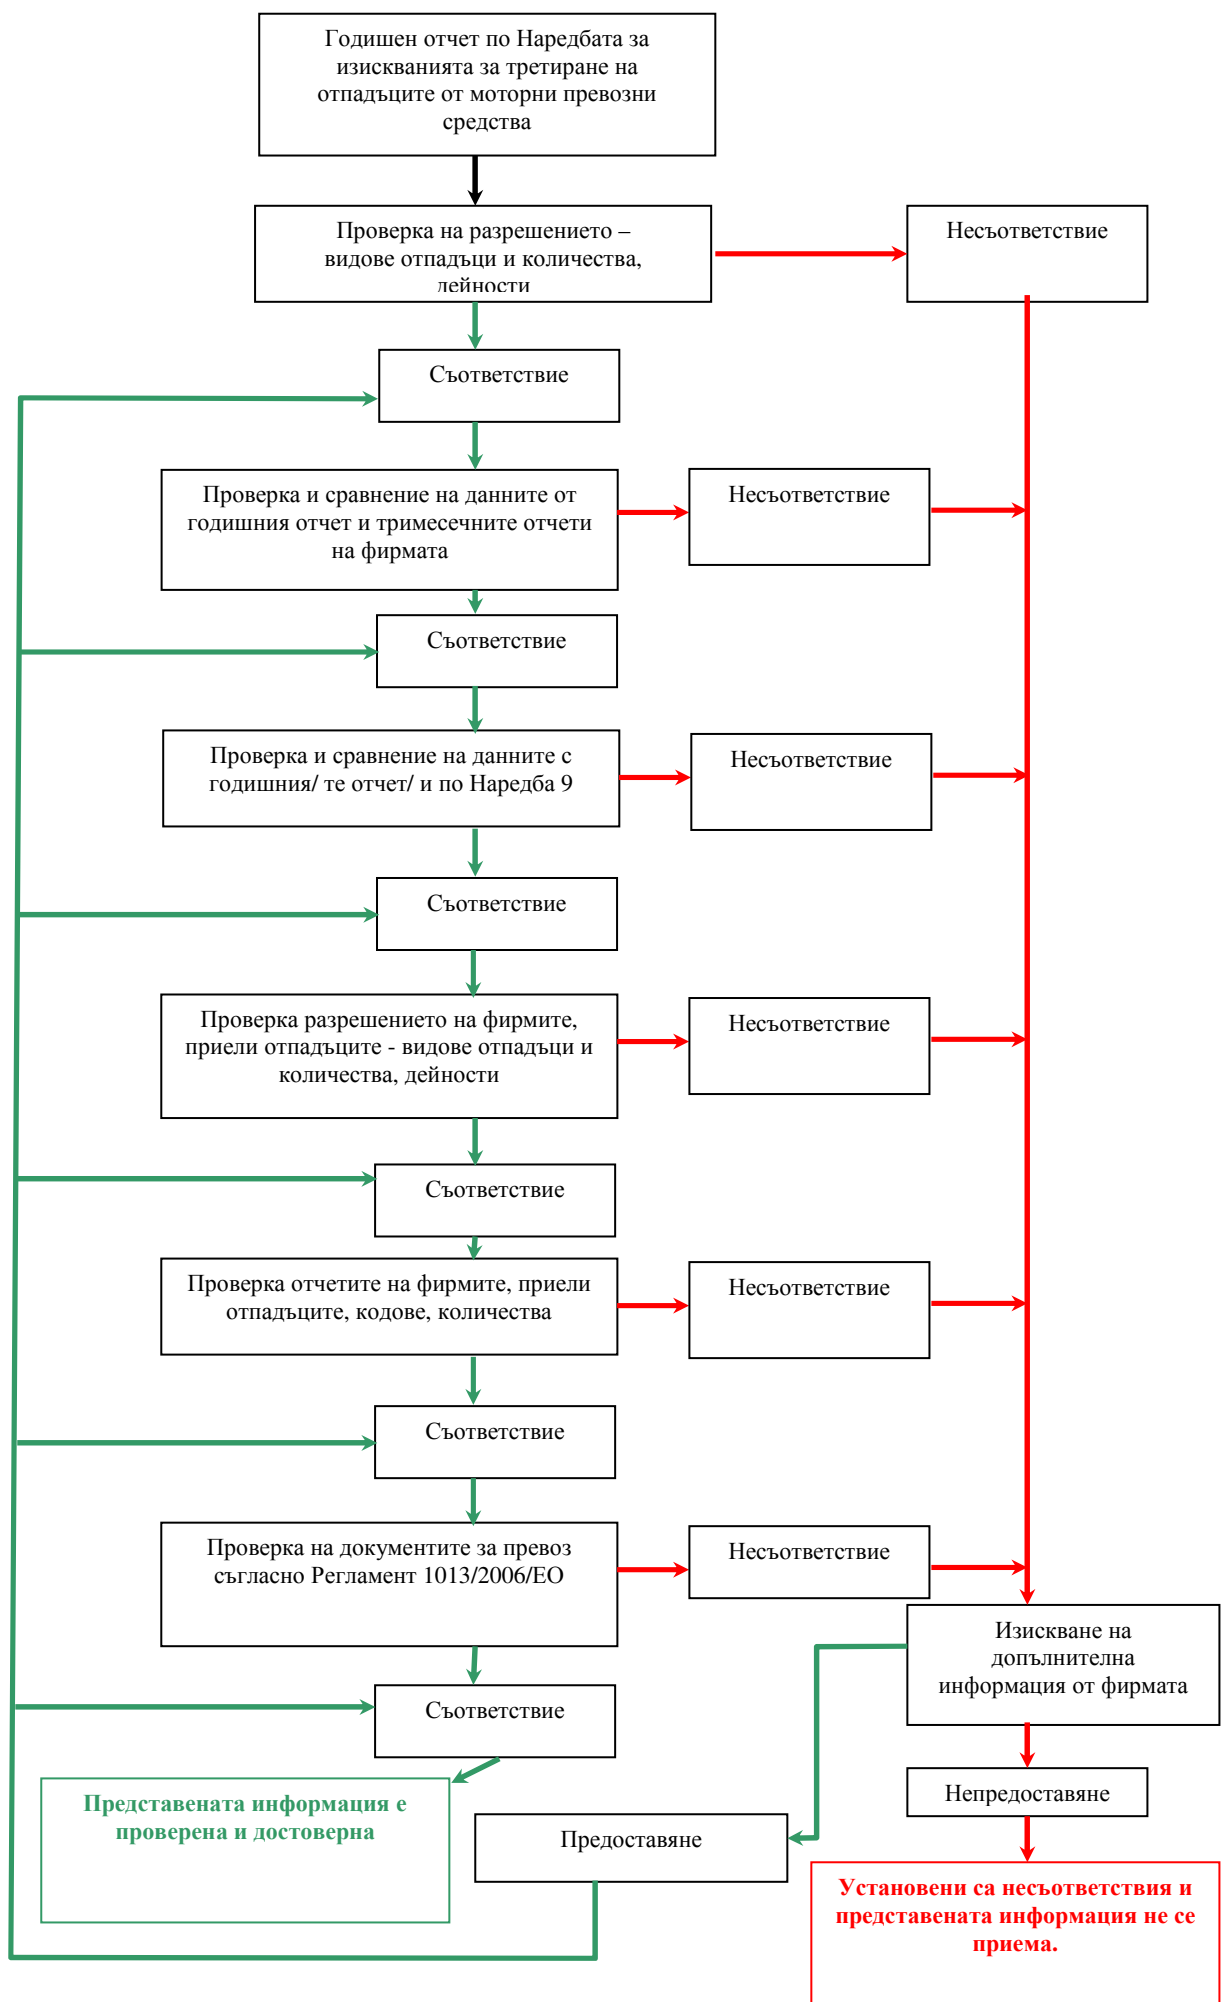 Годишен отчет по Наредбата за
изискванията за третиране на
отпадъците от моторни превозни
средства
Проверка на разрешението –
видове отпадъци и количества,
дейности
Несъответствие
Съответствие
Проверка и сравнение на данните от
годишния отчет и тримесечните отчети
на фирмата
Несъответствие
Съответствие
Проверка и сравнение на данните с
годишния/ те отчет/ и по Наредба 9
Несъответствие
Съответствие
Проверка разрешението на фирмите,
приели отпадъците - видове отпадъци и
количества, дейности
Несъответствие
Съответствие
Проверка отчетите на фирмите, приели
отпадъците, кодове, количества
Несъответствие
Съответствие
Проверка на документите за превоз
съгласно Регламент 1013/2006/ЕО
Несъответствие
Изискване на
допълнителна
информация от фирмата
Съответствие
Непредоставяне
Представената информация е
проверена и достоверна
Предоставяне
Установени са несъответствия и
представената информация не се
приема.